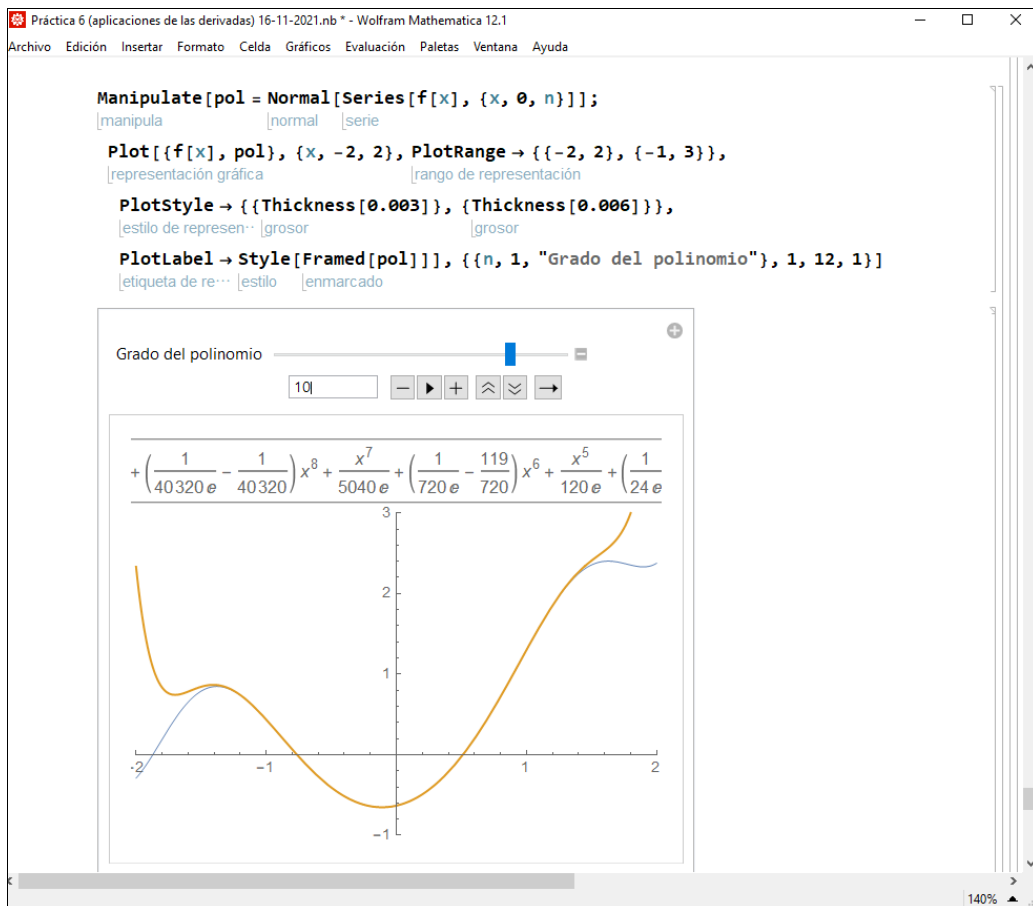 Práctica 6 (aplicaciones de las derivadas) 16-11-2021.nb * - Wolfram Mathematica 12.1
Archivo Edición Insertar Formato Celda Gráficos Evaluación Paletas Ventana Ayuda
Manipulate[pol = Normal[Series[f[x], {x, 0, n}]];
manipula normal serie
Plot[{f[x], pol}, {x, -2, 2}, PlotRange → {{-2, 2}, {-1, 3}},
representación gráfica rango de representación
PlotStyle → {{Thickness[0.003]}, {Thickness[0.006]}},
estilo de represen·· grosor grosor
PlotLabel → Style[Framed[pol]]], {{n, 1, "Grado del polinomio"}, 1, 12, 1}]
etiqueta de re··· estilo enmarcado
Grado del polinomio
10
+ (1/(40320 e) - 1/40320) x^8 + x^7/(5040 e) + (1/(720 e) - 119/720) x^6 + x^5/(120 e) + (1/(24 e
3
2
1
-2 -1 1 2
-1
140%